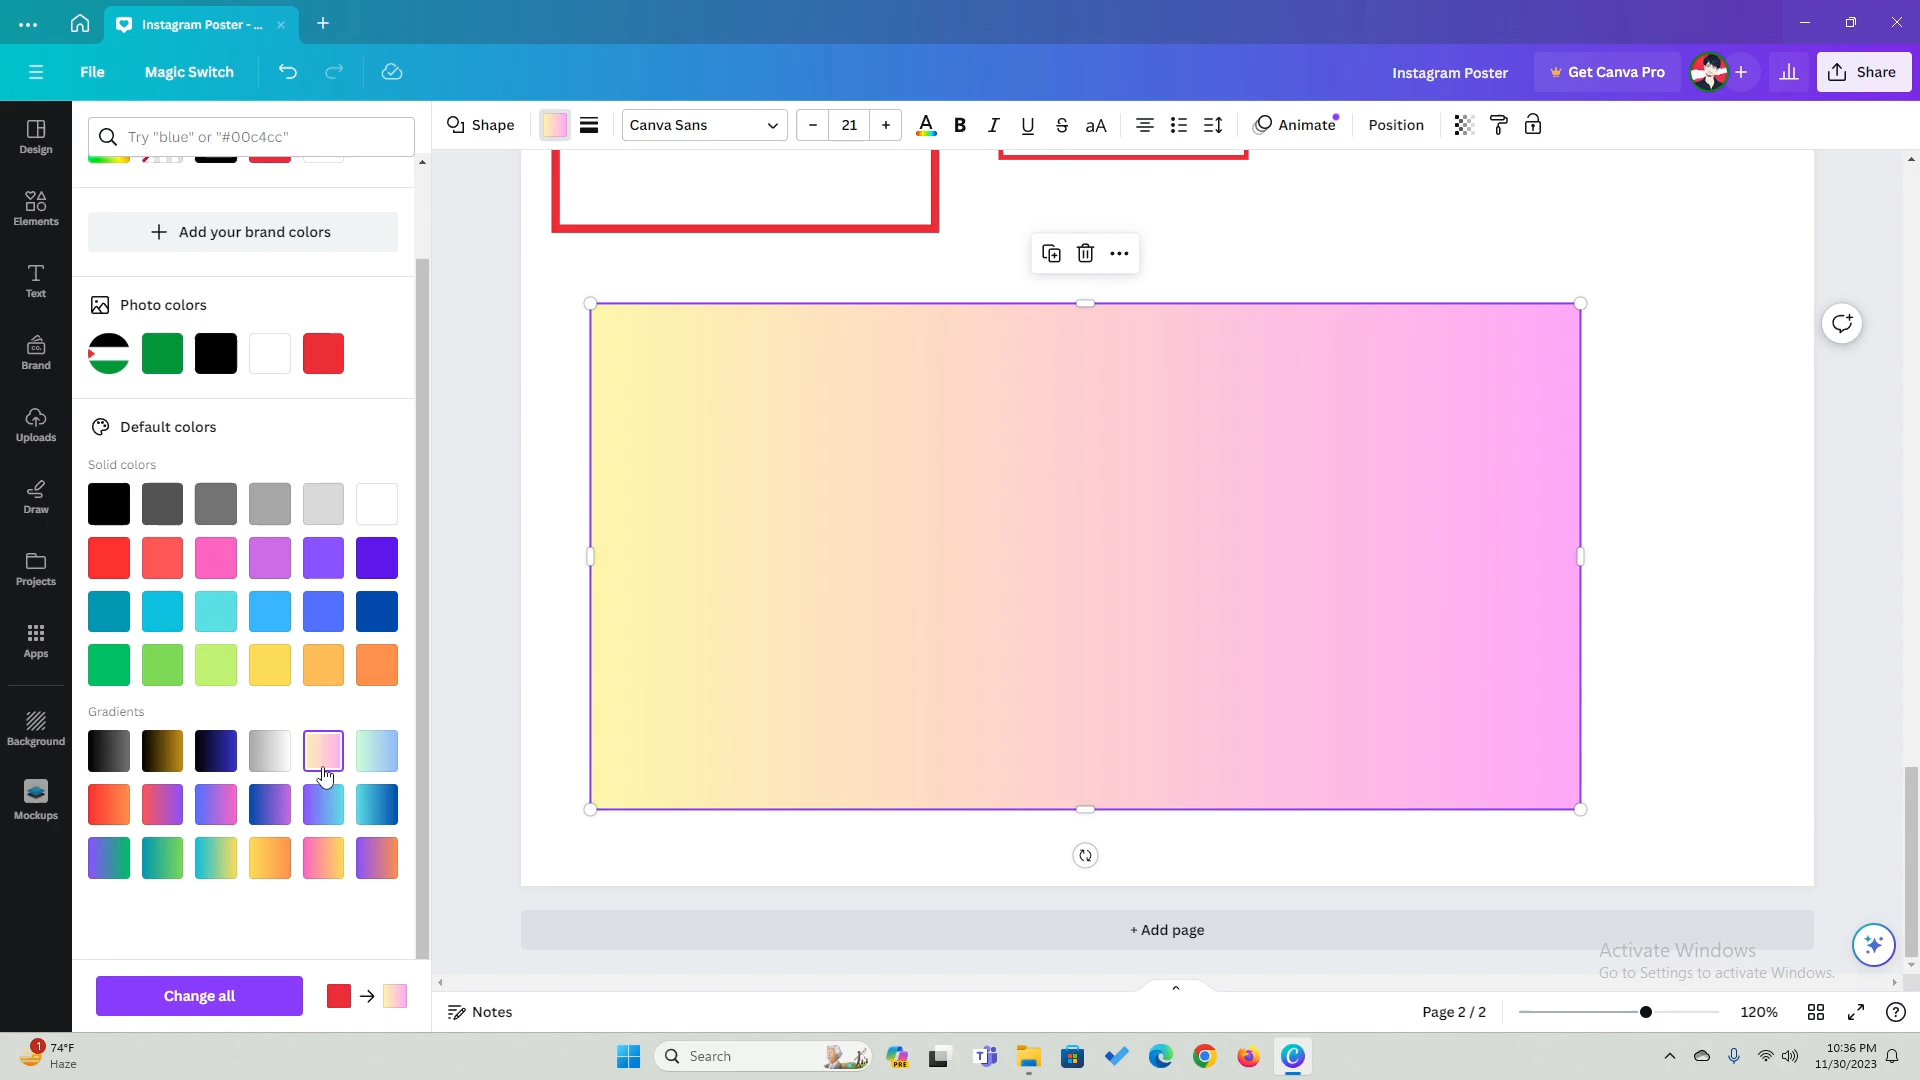 Instagram Poster - ...
File
Magic Switch
Instagram Poster
Get Canva Pro
Share
Try "blue" or "#00c4cc"
Shape
Canva Sans
21
A B I U S aA
Animate
Position
Design
Elements
Text
CO.
Brand
Uploads
Draw
Projects
Apps
Background
Mockups
Add your brand colors
Photo colors
Default colors
Solid colors
Gradients
Change all
+ Add page
Activate Windows
Go to Settings to activate Windows.
Notes
Page 2 / 2
120%
1
74°F
Haze
Search
PRE
10:36 PM
11/30/2023